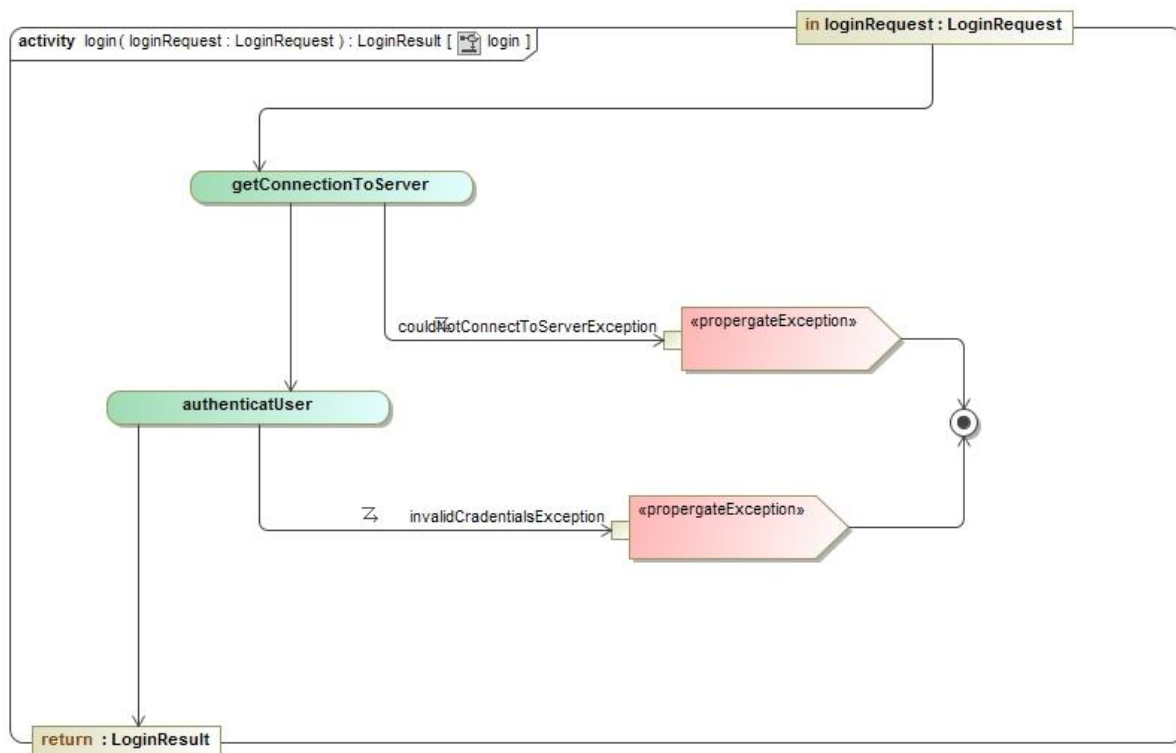 in loginRequest : LoginRequest
activity login( loginRequest : LoginRequest ) : LoginResult [ login ]
getConnectionToServer
couldNotConnectToServerException
«propergateException»
authenticatUser
invalidCradentialsException
«propergateException»
return : LoginResult